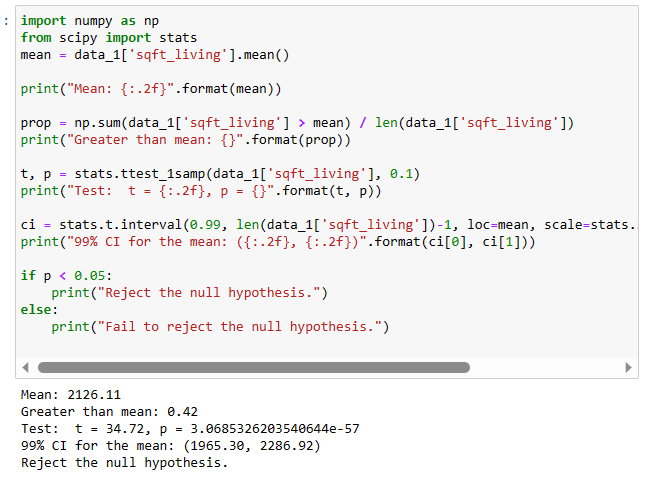 ]: import numpy as np
from scipy import stats
mean = data_1['sqft_living'].mean()
print("Mean: {:.2f}".format(mean))
prop = np.sum(data_1['sqft_living'] > mean) / len(data_1['sqft_living'])
print("Greater than mean: {}".format(prop))
t, p = stats.ttest_1samp(data_1['sqft_living'], 0.1)
print("Test:  t = {:.2f}, p = {}".format(t, p))
ci = stats.t.interval(0.99, len(data_1['sqft_living'])-1, loc=mean, scale=stats.
print("99% CI for the mean: ({:.2f}, {:.2f})".format(ci[0], ci[1]))
if p < 0.05:
    print("Reject the null hypothesis.")
else:
    print("Fail to reject the null hypothesis.")
Mean: 2126.11
Greater than mean: 0.42
Test:  t = 34.72, p = 3.0685326203540644e-57
99% CI for the mean: (1965.30, 2286.92)
Reject the null hypothesis.